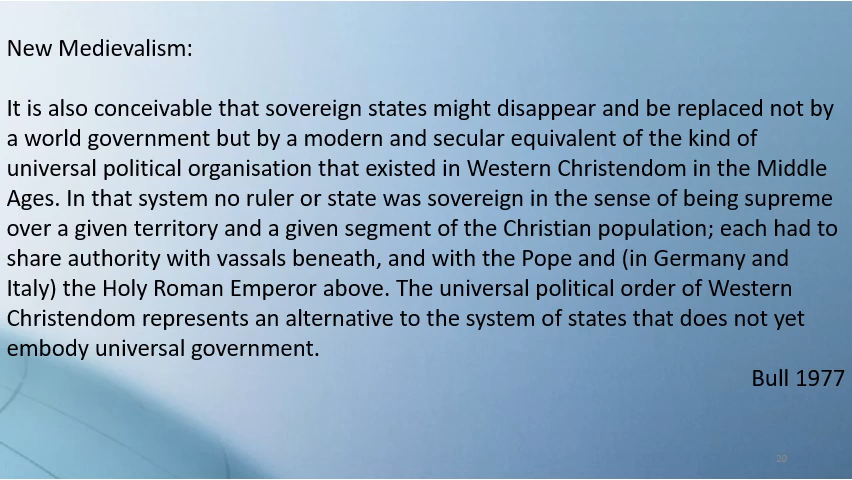 New Medievalism:
It is also conceivable that sovereign states might disappear and be replaced not by
a world government but by a modern and secular equivalent of the kind of
universal political organisation that existed in Western Christendom in the Middle
Ages. In that system no ruler or state was sovereign in the sense of being supreme
over a given territory and a given segment of the Christian population; each had to
share authority with vassals beneath, and with the Pope and (in Germany and
Italy) the Holy Roman Emperor above. The universal political order of Western
Christendom represents an alternative to the system of states that does not yet
embody universal government.
Bull 1977
20